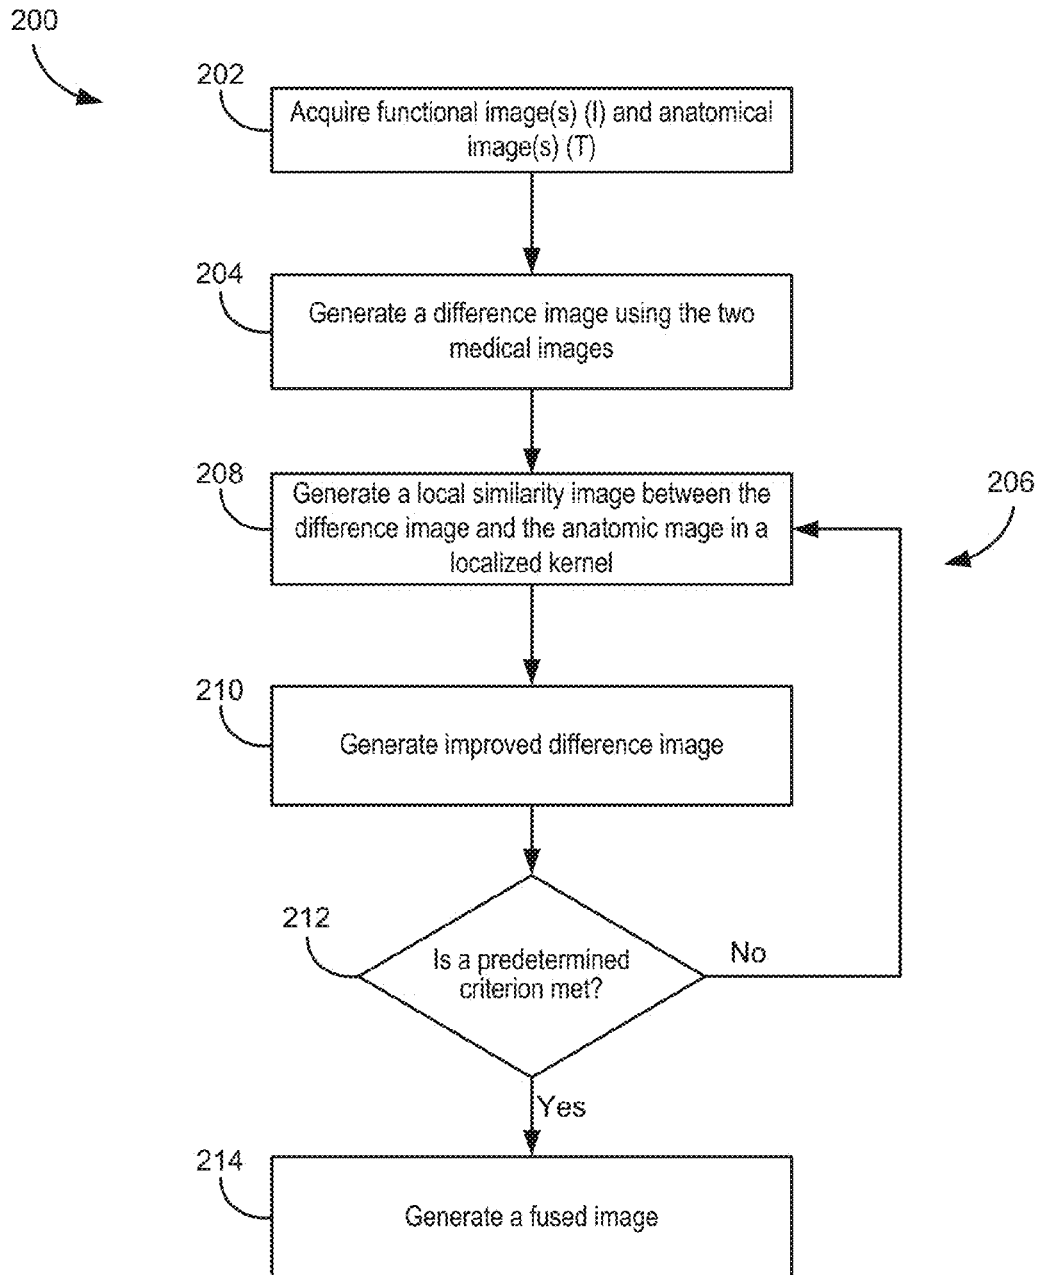 200
202
Acquire functional image(s) (I) and anatomical
image(s) (T)
204
Generate a difference image using the two
medical images
208
Generate a local similarity image between the
difference image and the anatomic mage in a
localized kernel
206
210
Generate improved difference image
212
Is a predetermined
criterion met?
No
Yes
214
Generate a fused image